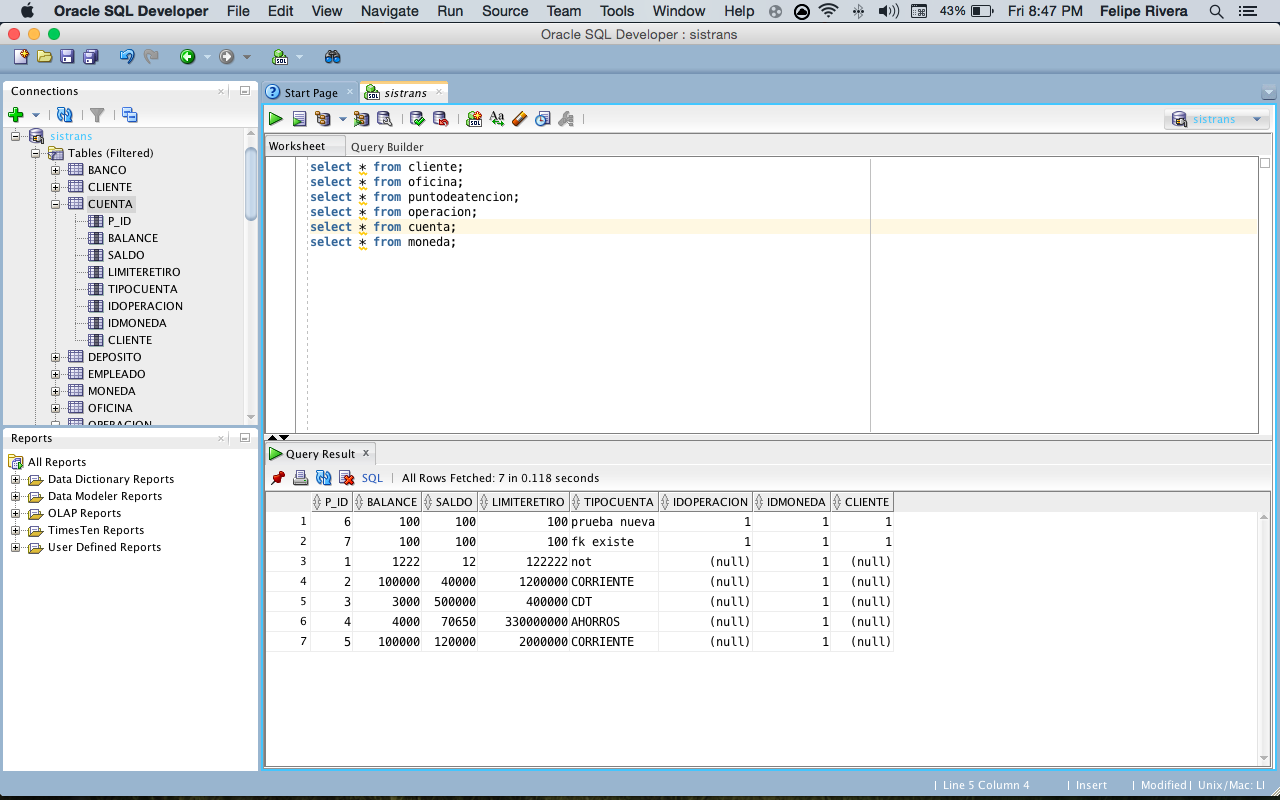 Oracle SQL Developer File Edit View Navigate Run Source Team Tools Window Help 43% Fri 8:47 PM Felipe Rivera
Oracle SQL Developer : sistrans
Connections
sistrans
Tables (Filtered)
BANCO
CLIENTE
CUENTA
P_ID
BALANCE
SALDO
LIMITERETIRO
TIPOCUENTA
IDOPERACION
IDMONEDA
CLIENTE
DEPOSITO
EMPLEADO
MONEDA
OFICINA
OPERACION
Reports
All Reports
Data Dictionary Reports
Data Modeler Reports
OLAP Reports
TimesTen Reports
User Defined Reports
Start Page sistrans
sistrans
Worksheet Query Builder
select * from cliente;
select * from oficina;
select * from puntodeatencion;
select * from operacion;
select * from cuenta;
select * from moneda;
Query Result
SQL | All Rows Fetched: 7 in 0.118 seconds
P_ID BALANCE SALDO LIMITERETIRO TIPOCUENTA IDOPERACION IDMONEDA CLIENTE
1 6 100 100 100 prueba nueva 1 1 1
2 7 100 100 100 fk existe 1 1 1
3 1 1222 12 122222 not (null) 1 (null)
4 2 100000 40000 1200000 CORRIENTE (null) 1 (null)
5 3 3000 500000 400000 CDT (null) 1 (null)
6 4 4000 70650 330000000 AHORROS (null) 1 (null)
7 5 100000 120000 2000000 CORRIENTE (null) 1 (null)
| Line 5 Column 4 | Insert | Modified | Unix/Mac: LI